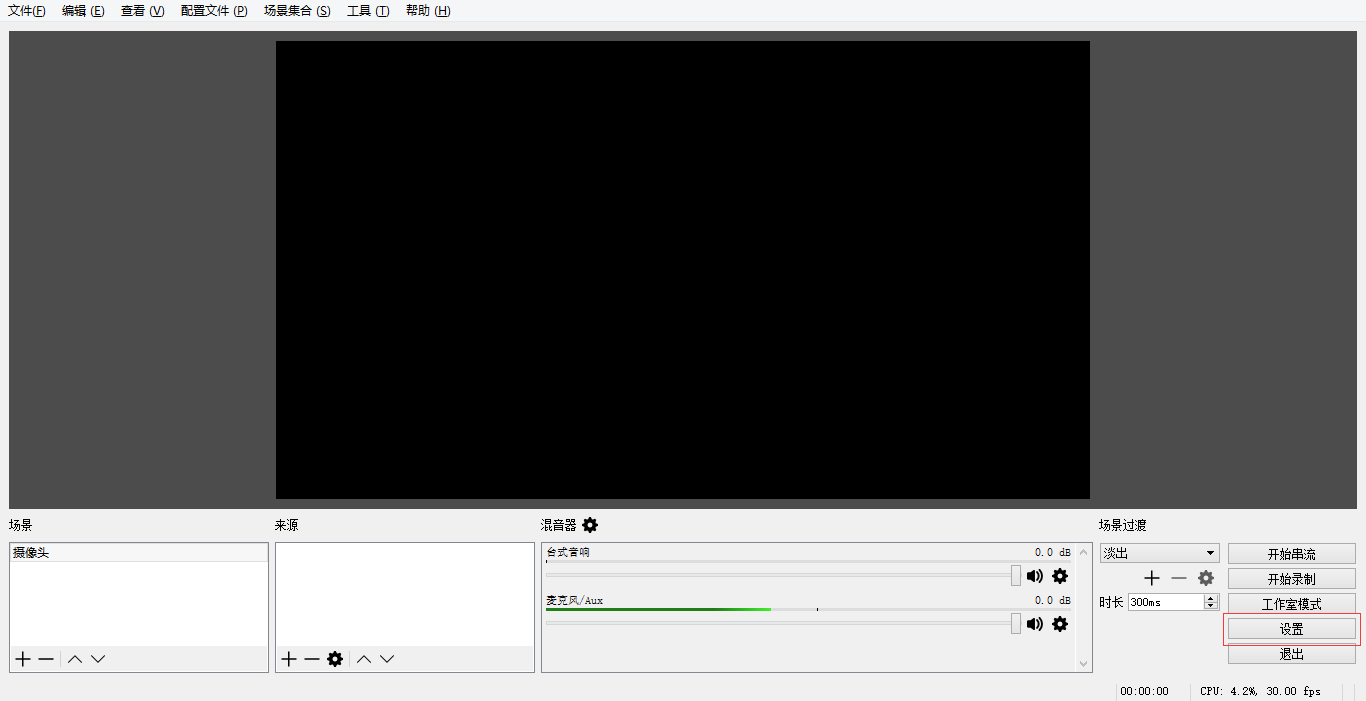 文件(F) 编辑 (E) 查看 (V) 配置文件 (P) 场景集合 (S) 工具 (T) 帮助 (H)
场景 来源 混音器 场景过渡
摄像头
台式音响 0.0 dB
麦克风/Aux 0.0 dB
淡出
时长 300ms
开始串流
开始录制
工作室模式
设置
退出
00:00:00 CPU: 4.2%, 30.00 fps